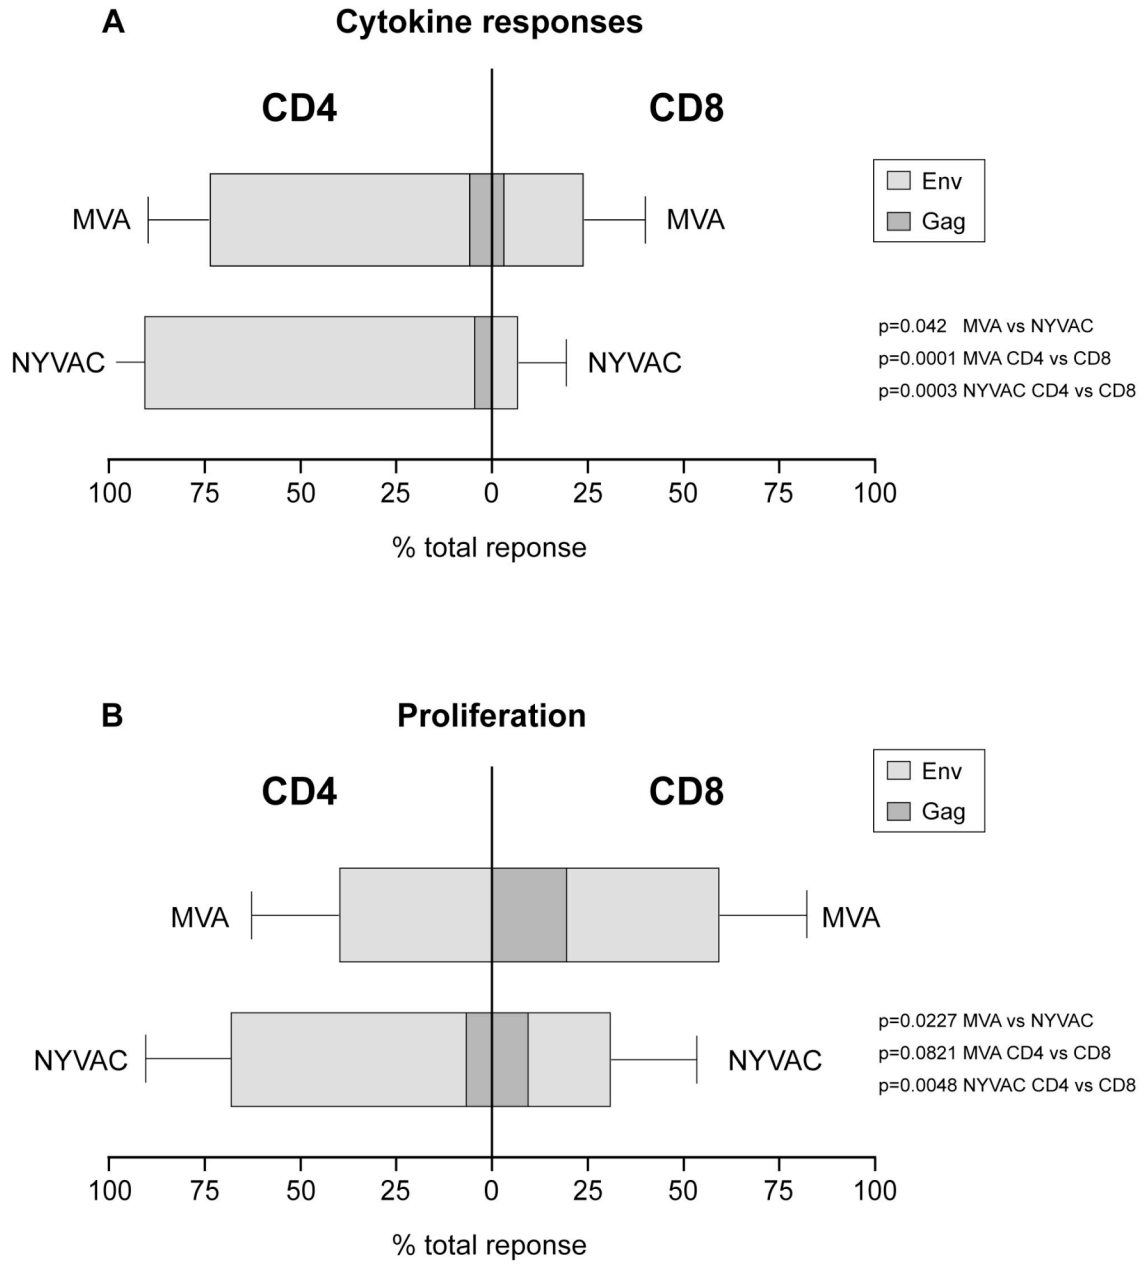 A
Cytokine responses
CD4 CD8
MVA MVA
Env
Gag
NYVAC NYVAC
p=0.042 MVA vs NYVAC
p=0.0001 MVA CD4 vs CD8
p=0.0003 NYVAC CD4 vs CD8
100 75 50 25 0 25 50 75 100
% total reponse
B
Proliferation
CD4 CD8
Env
Gag
MVA MVA
NYVAC NYVAC
p=0.0227 MVA vs NYVAC
p=0.0821 MVA CD4 vs CD8
p=0.0048 NYVAC CD4 vs CD8
100 75 50 25 0 25 50 75 100
% total reponse